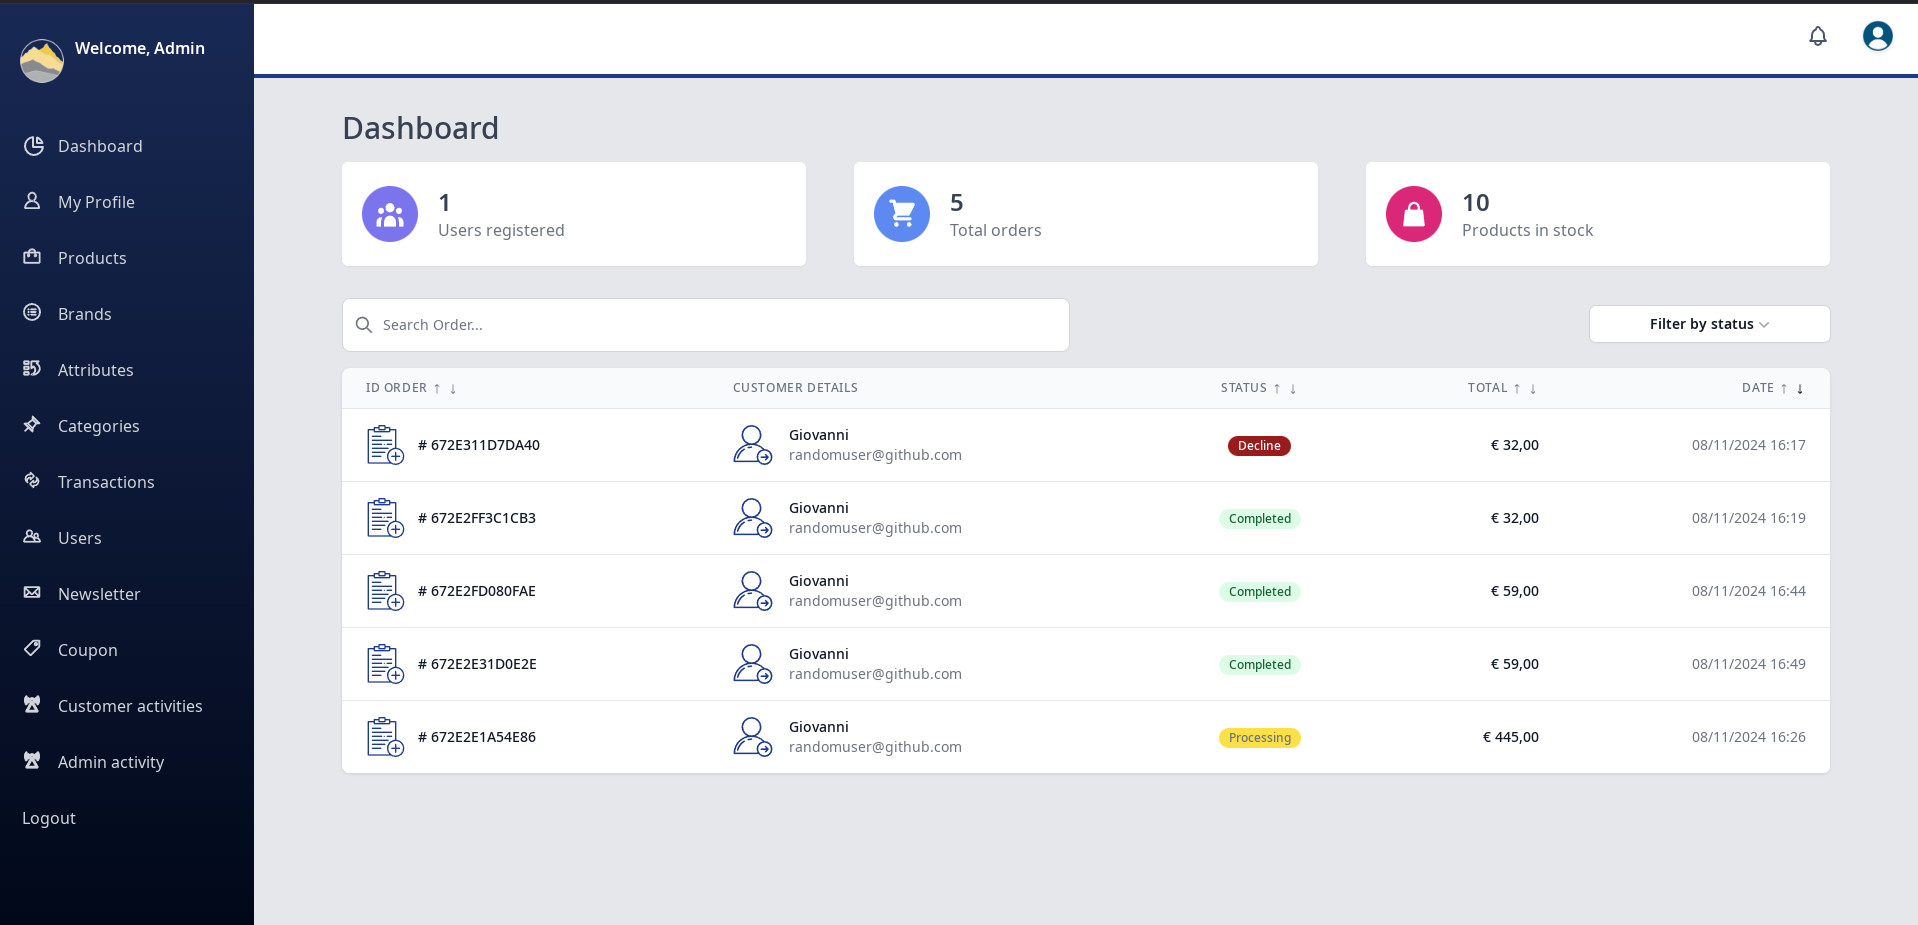 Welcome, Admin
Dashboard
My Profile
Products
Brands
Attributes
Categories
Transactions
Users
Newsletter
Coupon
Customer activities
Admin activity
Logout
Dashboard
1
Users registered
5
Total orders
10
Products in stock
Search Order...
Filter by status
ID ORDER ↑ ↓ CUSTOMER DETAILS STATUS ↑ ↓ TOTAL ↑ ↓ DATE ↑ ↓
# 672E311D7DA40 Giovanni randomuser@github.com Decline € 32,00 08/11/2024 16:17
# 672E2FF3C1CB3 Giovanni randomuser@github.com Completed € 32,00 08/11/2024 16:19
# 672E2FD080FAE Giovanni randomuser@github.com Completed € 59,00 08/11/2024 16:44
# 672E2E31D0E2E Giovanni randomuser@github.com Completed € 59,00 08/11/2024 16:49
# 672E2E1A54E86 Giovanni randomuser@github.com Processing € 445,00 08/11/2024 16:26